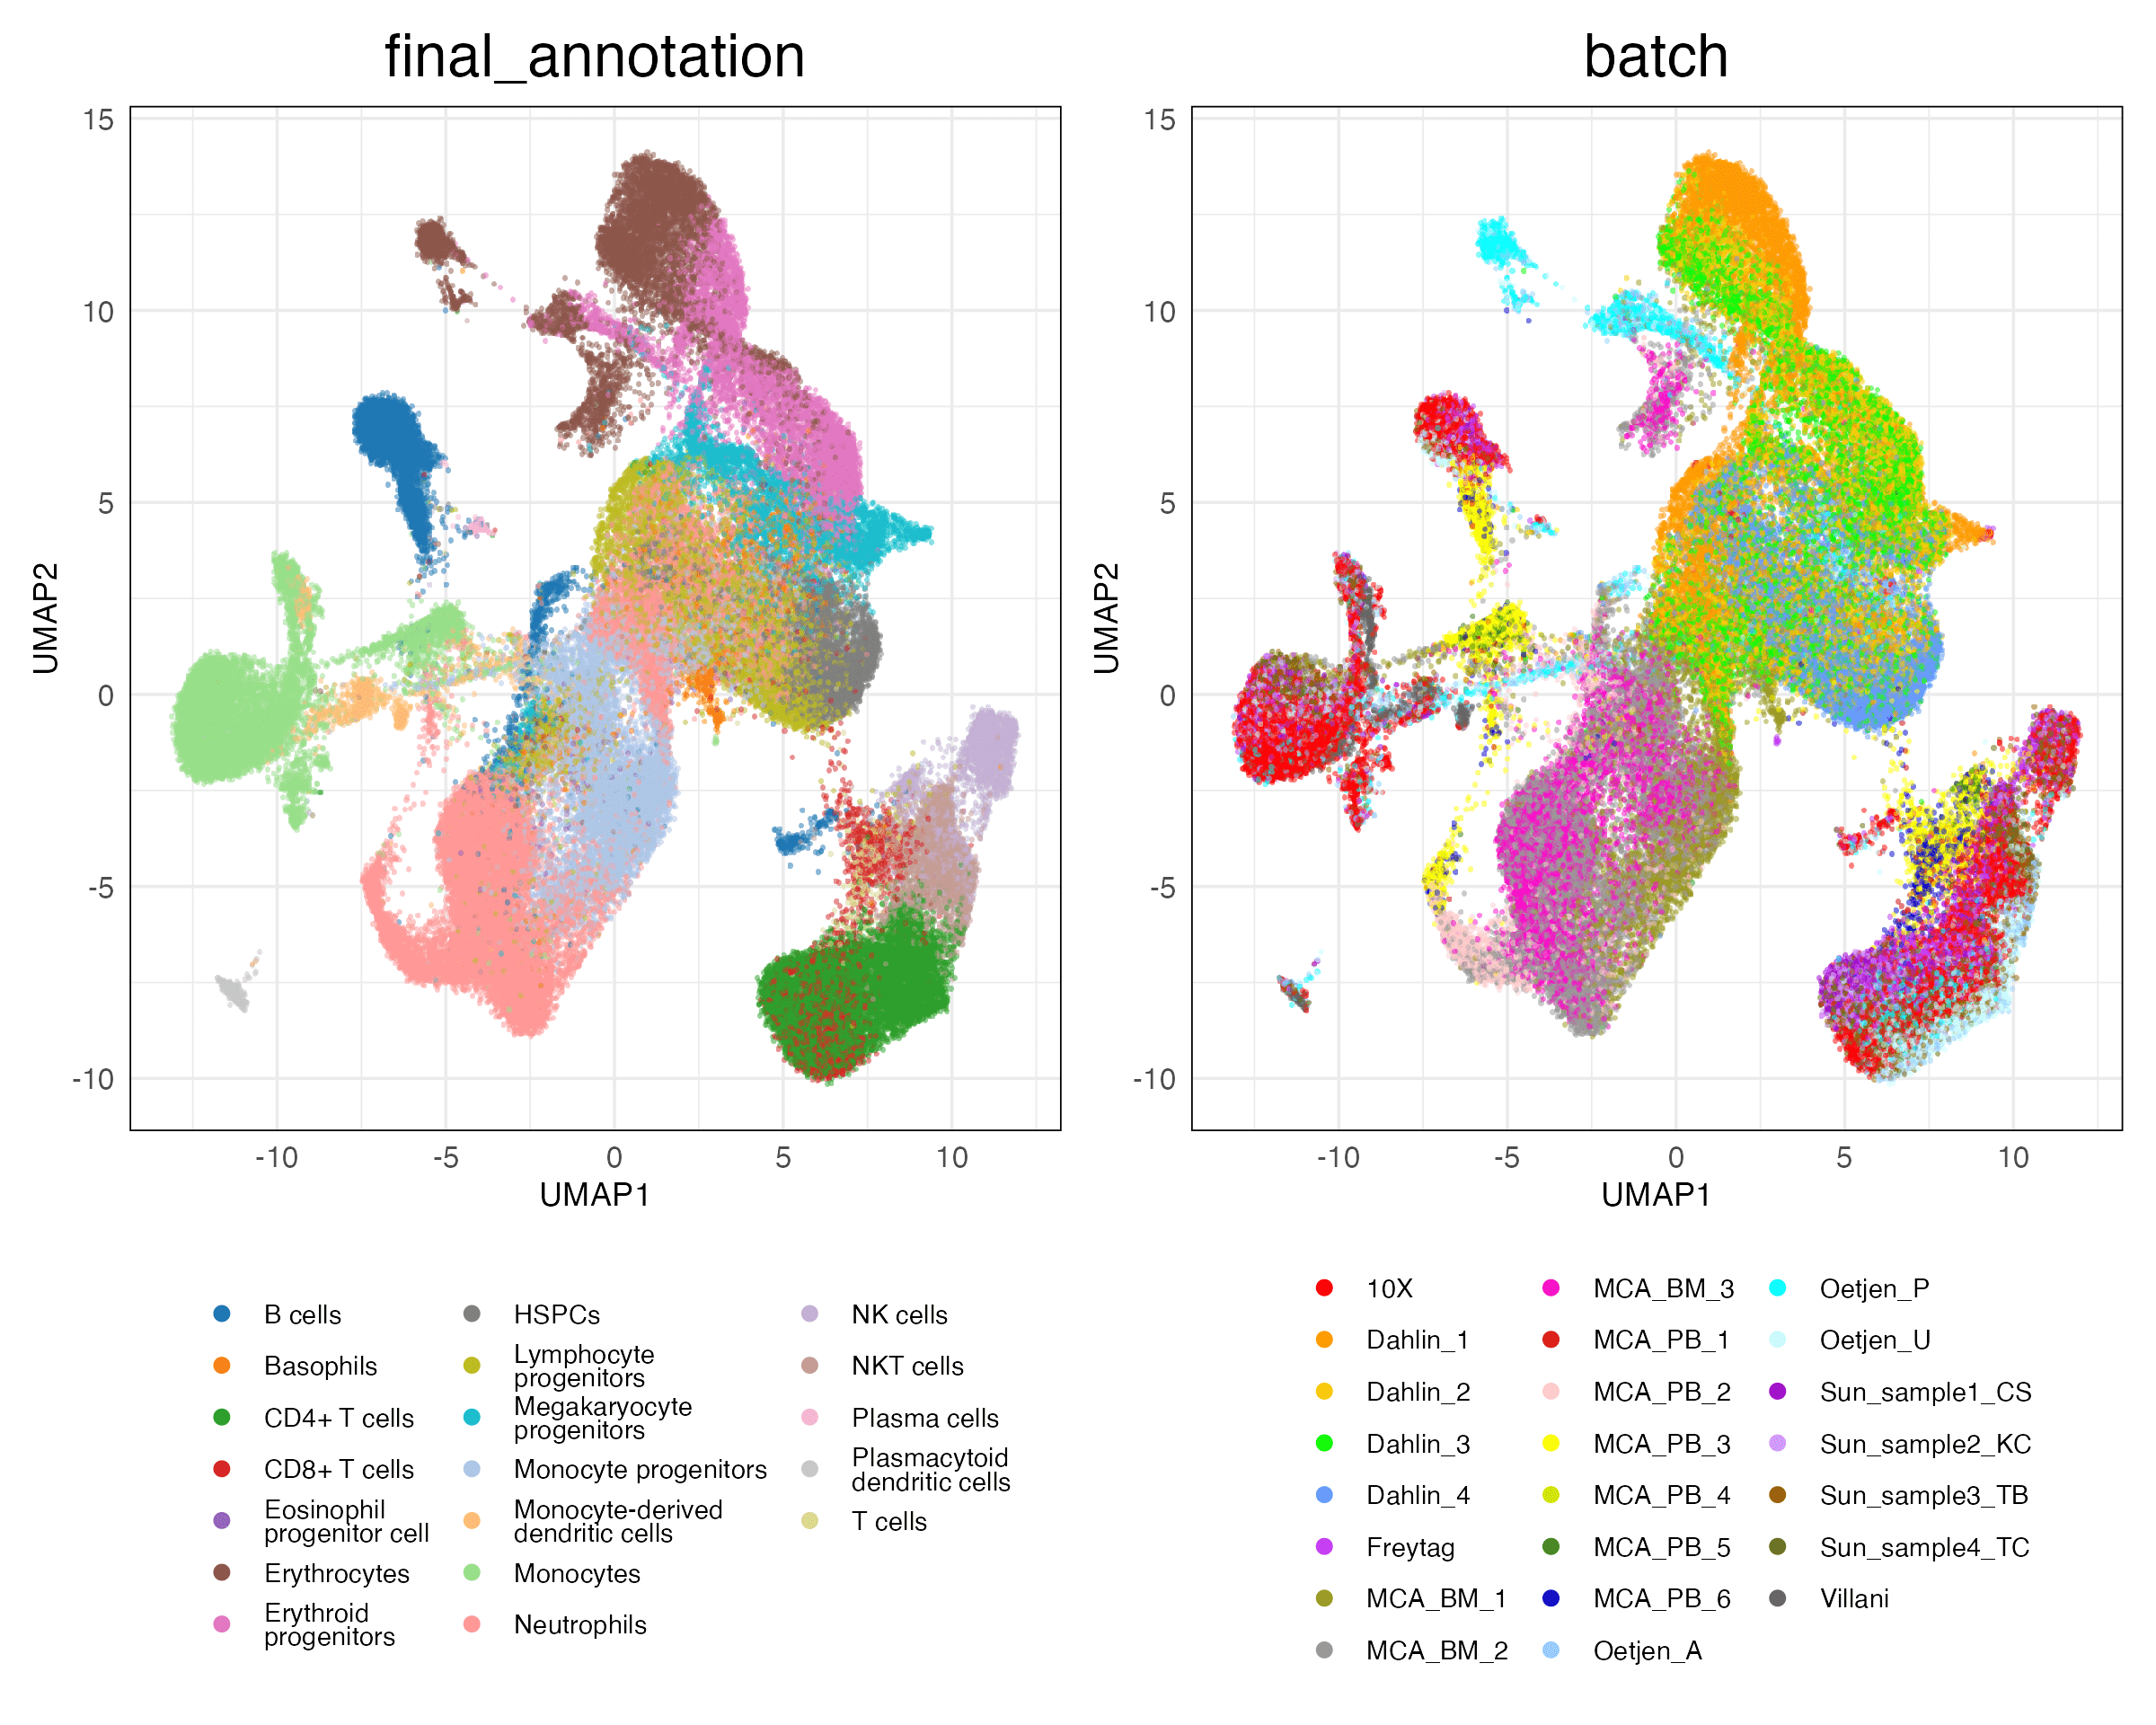 final_annotation
batch
15
10
5
0
-5
-10
UMAP2
-10 -5 0 5 10
UMAP1
15
10
5
0
-5
-10
UMAP2
-10 -5 0 5 10
UMAP1
B cells
Basophils
CD4+ T cells
CD8+ T cells
Eosinophil
progenitor cell
Erythrocytes
Erythroid
progenitors
HSPCs
Lymphocyte
progenitors
Megakaryocyte
progenitors
Monocyte progenitors
Monocyte-derived
dendritic cells
Monocytes
Neutrophils
NK cells
NKT cells
Plasma cells
Plasmacytoid
dendritic cells
T cells
10X
Dahlin_1
Dahlin_2
Dahlin_3
Dahlin_4
Freytag
MCA_BM_1
MCA_BM_2
MCA_BM_3
MCA_PB_1
MCA_PB_2
MCA_PB_3
MCA_PB_4
MCA_PB_5
MCA_PB_6
Oetjen_A
Oetjen_P
Oetjen_U
Sun_sample1_CS
Sun_sample2_KC
Sun_sample3_TB
Sun_sample4_TC
Villani